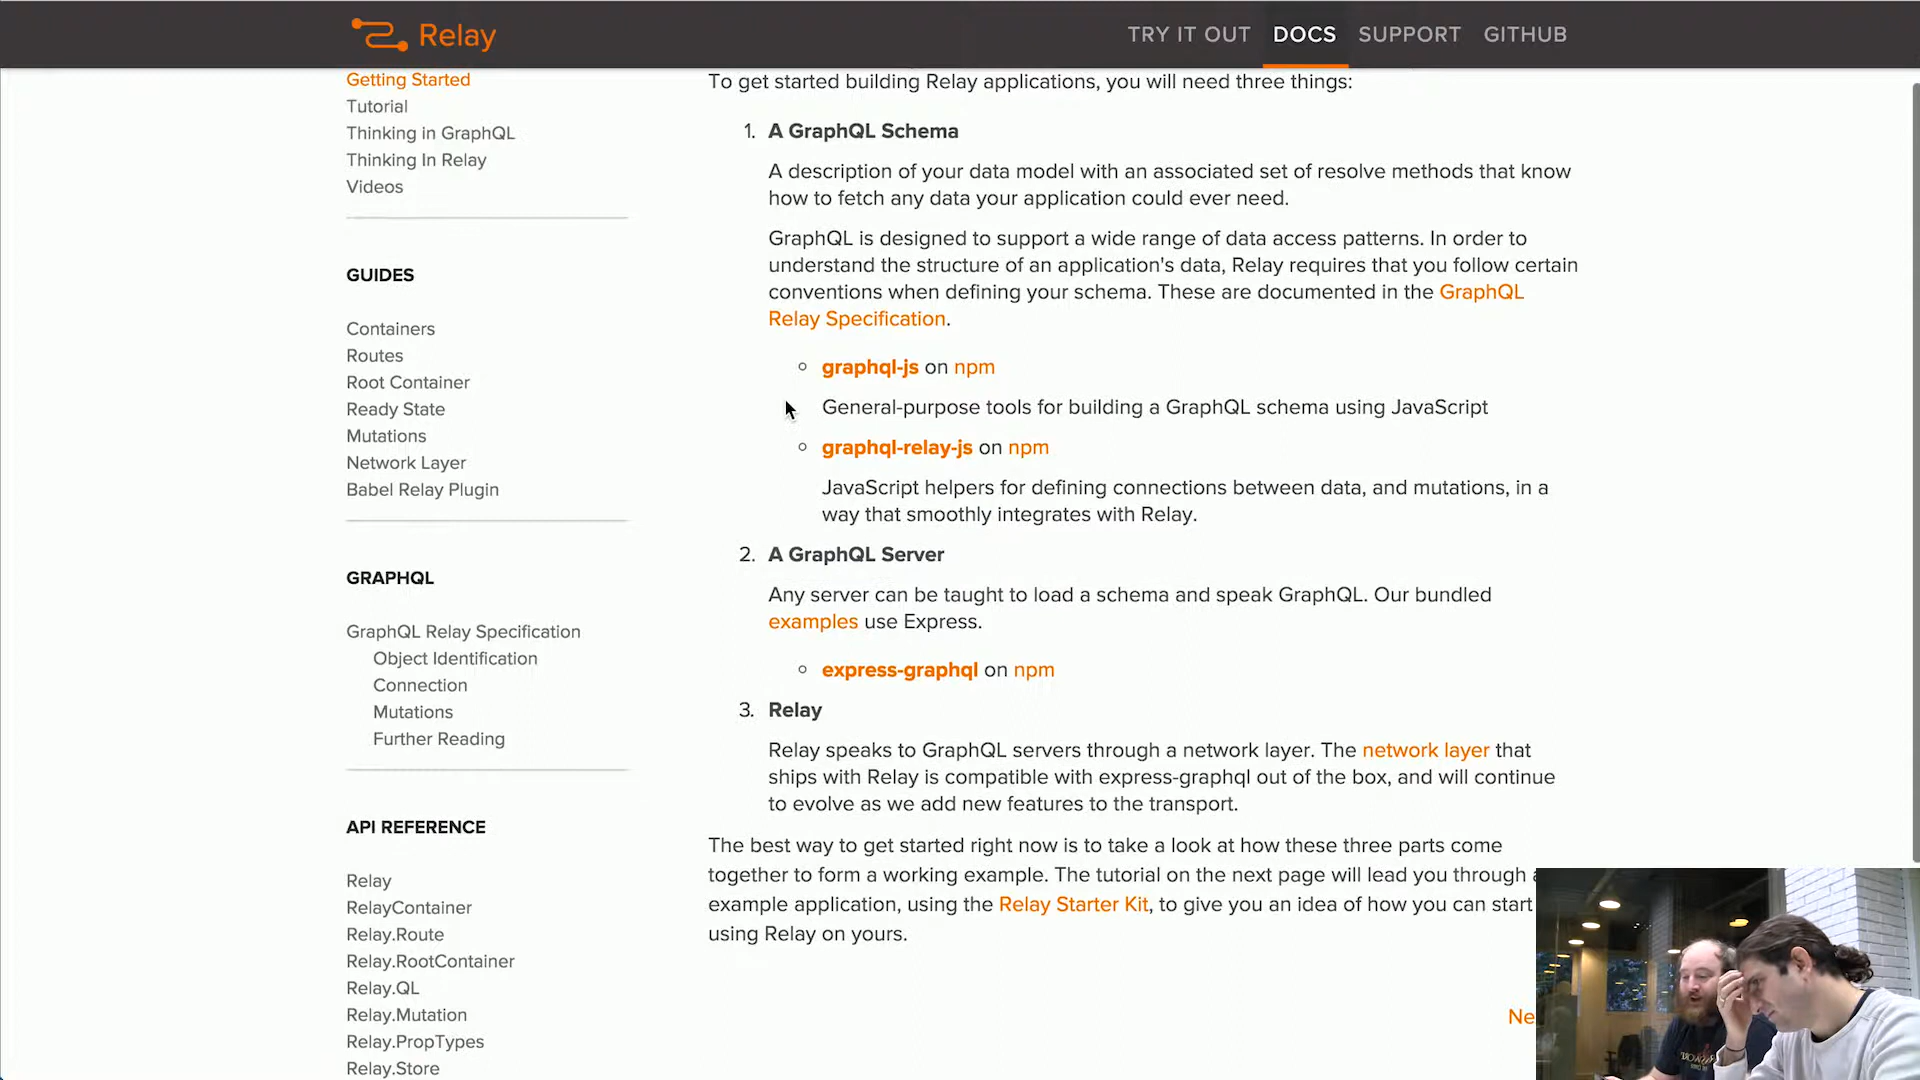 Relay
TRY IT OUT
DOCS
SUPPORT
GITHUB
Getting Started
Tutorial
Thinking in GraphQL
Thinking In Relay
Videos
GUIDES
Containers
Routes
Root Container
Ready State
Mutations
Network Layer
Babel Relay Plugin
GRAPHQL
GraphQL Relay Specification
Object Identification
Connection
Mutations
Further Reading
API REFERENCE
Relay
RelayContainer
Relay.Route
Relay.RootContainer
Relay.QL
Relay.Mutation
Relay.PropTypes
Relay.Store
To get started building Relay applications, you will need three things:
1. A GraphQL Schema
A description of your data model with an associated set of resolve methods that know
how to fetch any data your application could ever need.
GraphQL is designed to support a wide range of data access patterns. In order to
understand the structure of an application's data, Relay requires that you follow certain
conventions when defining your schema. These are documented in the GraphQL
Relay Specification.
graphql-js on npm
General-purpose tools for building a GraphQL schema using JavaScript
graphql-relay-js on npm
JavaScript helpers for defining connections between data, and mutations, in a
way that smoothly integrates with Relay.
2. A GraphQL Server
Any server can be taught to load a schema and speak GraphQL. Our bundled
examples use Express.
express-graphql on npm
3. Relay
Relay speaks to GraphQL servers through a network layer. The network layer that
ships with Relay is compatible with express-graphql out of the box, and will continue
to evolve as we add new features to the transport.
The best way to get started right now is to take a look at how these three parts come
together to form a working example. The tutorial on the next page will lead you through
example application, using the Relay Starter Kit, to give you an idea of how you can start
using Relay on yours.
Ne